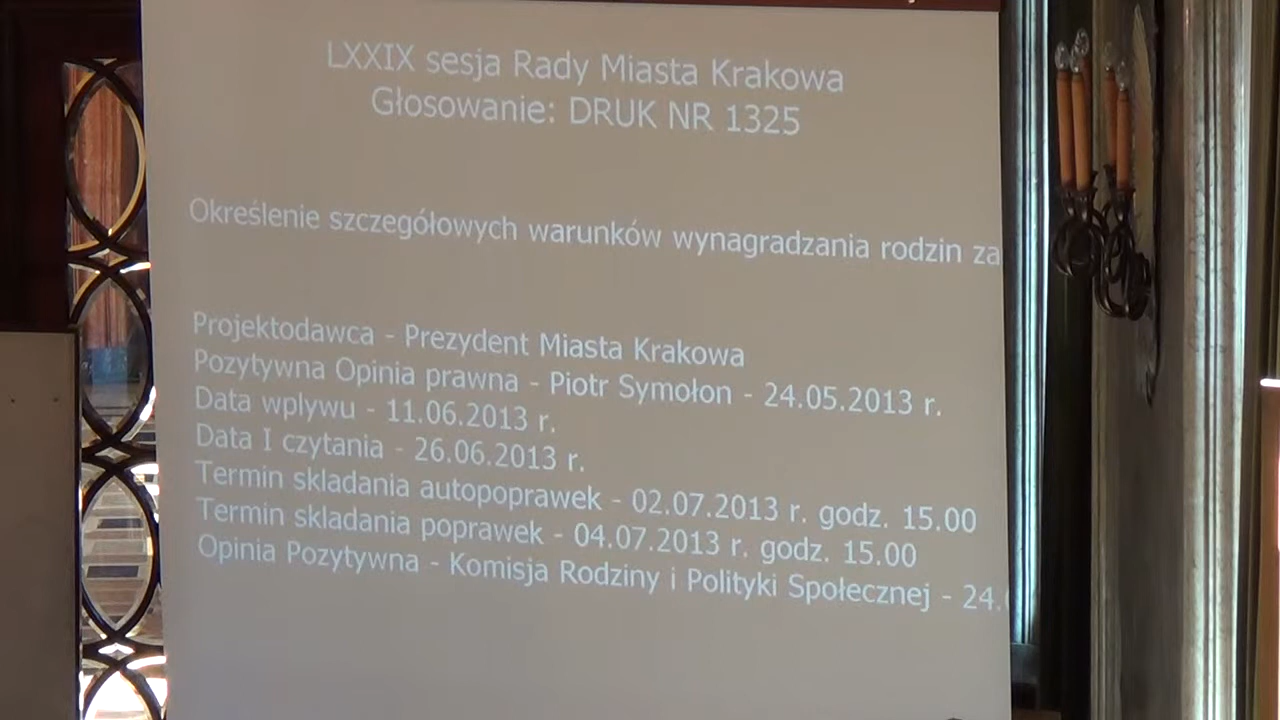 LXXIX sesja Rady Miasta Krakowa
Głosowanie: DRUK NR 1325
Określenie szczegółowych warunków wynagradzania rodzin za
Projektodawca - Prezydent Miasta Krakowa
Pozytywna Opinia prawna - Piotr Symołon - 24.05.2013 r.
Data wplywu - 11.06.2013 r.
Data I czytania - 26.06.2013 r.
Termin skladania autopoprawek - 02.07.2013 r. godz. 15.00
Termin skladania poprawek - 04.07.2013 r. godz. 15.00
Opinia Pozytywna - Komisja Rodziny i Polityki Społecznej - 24.